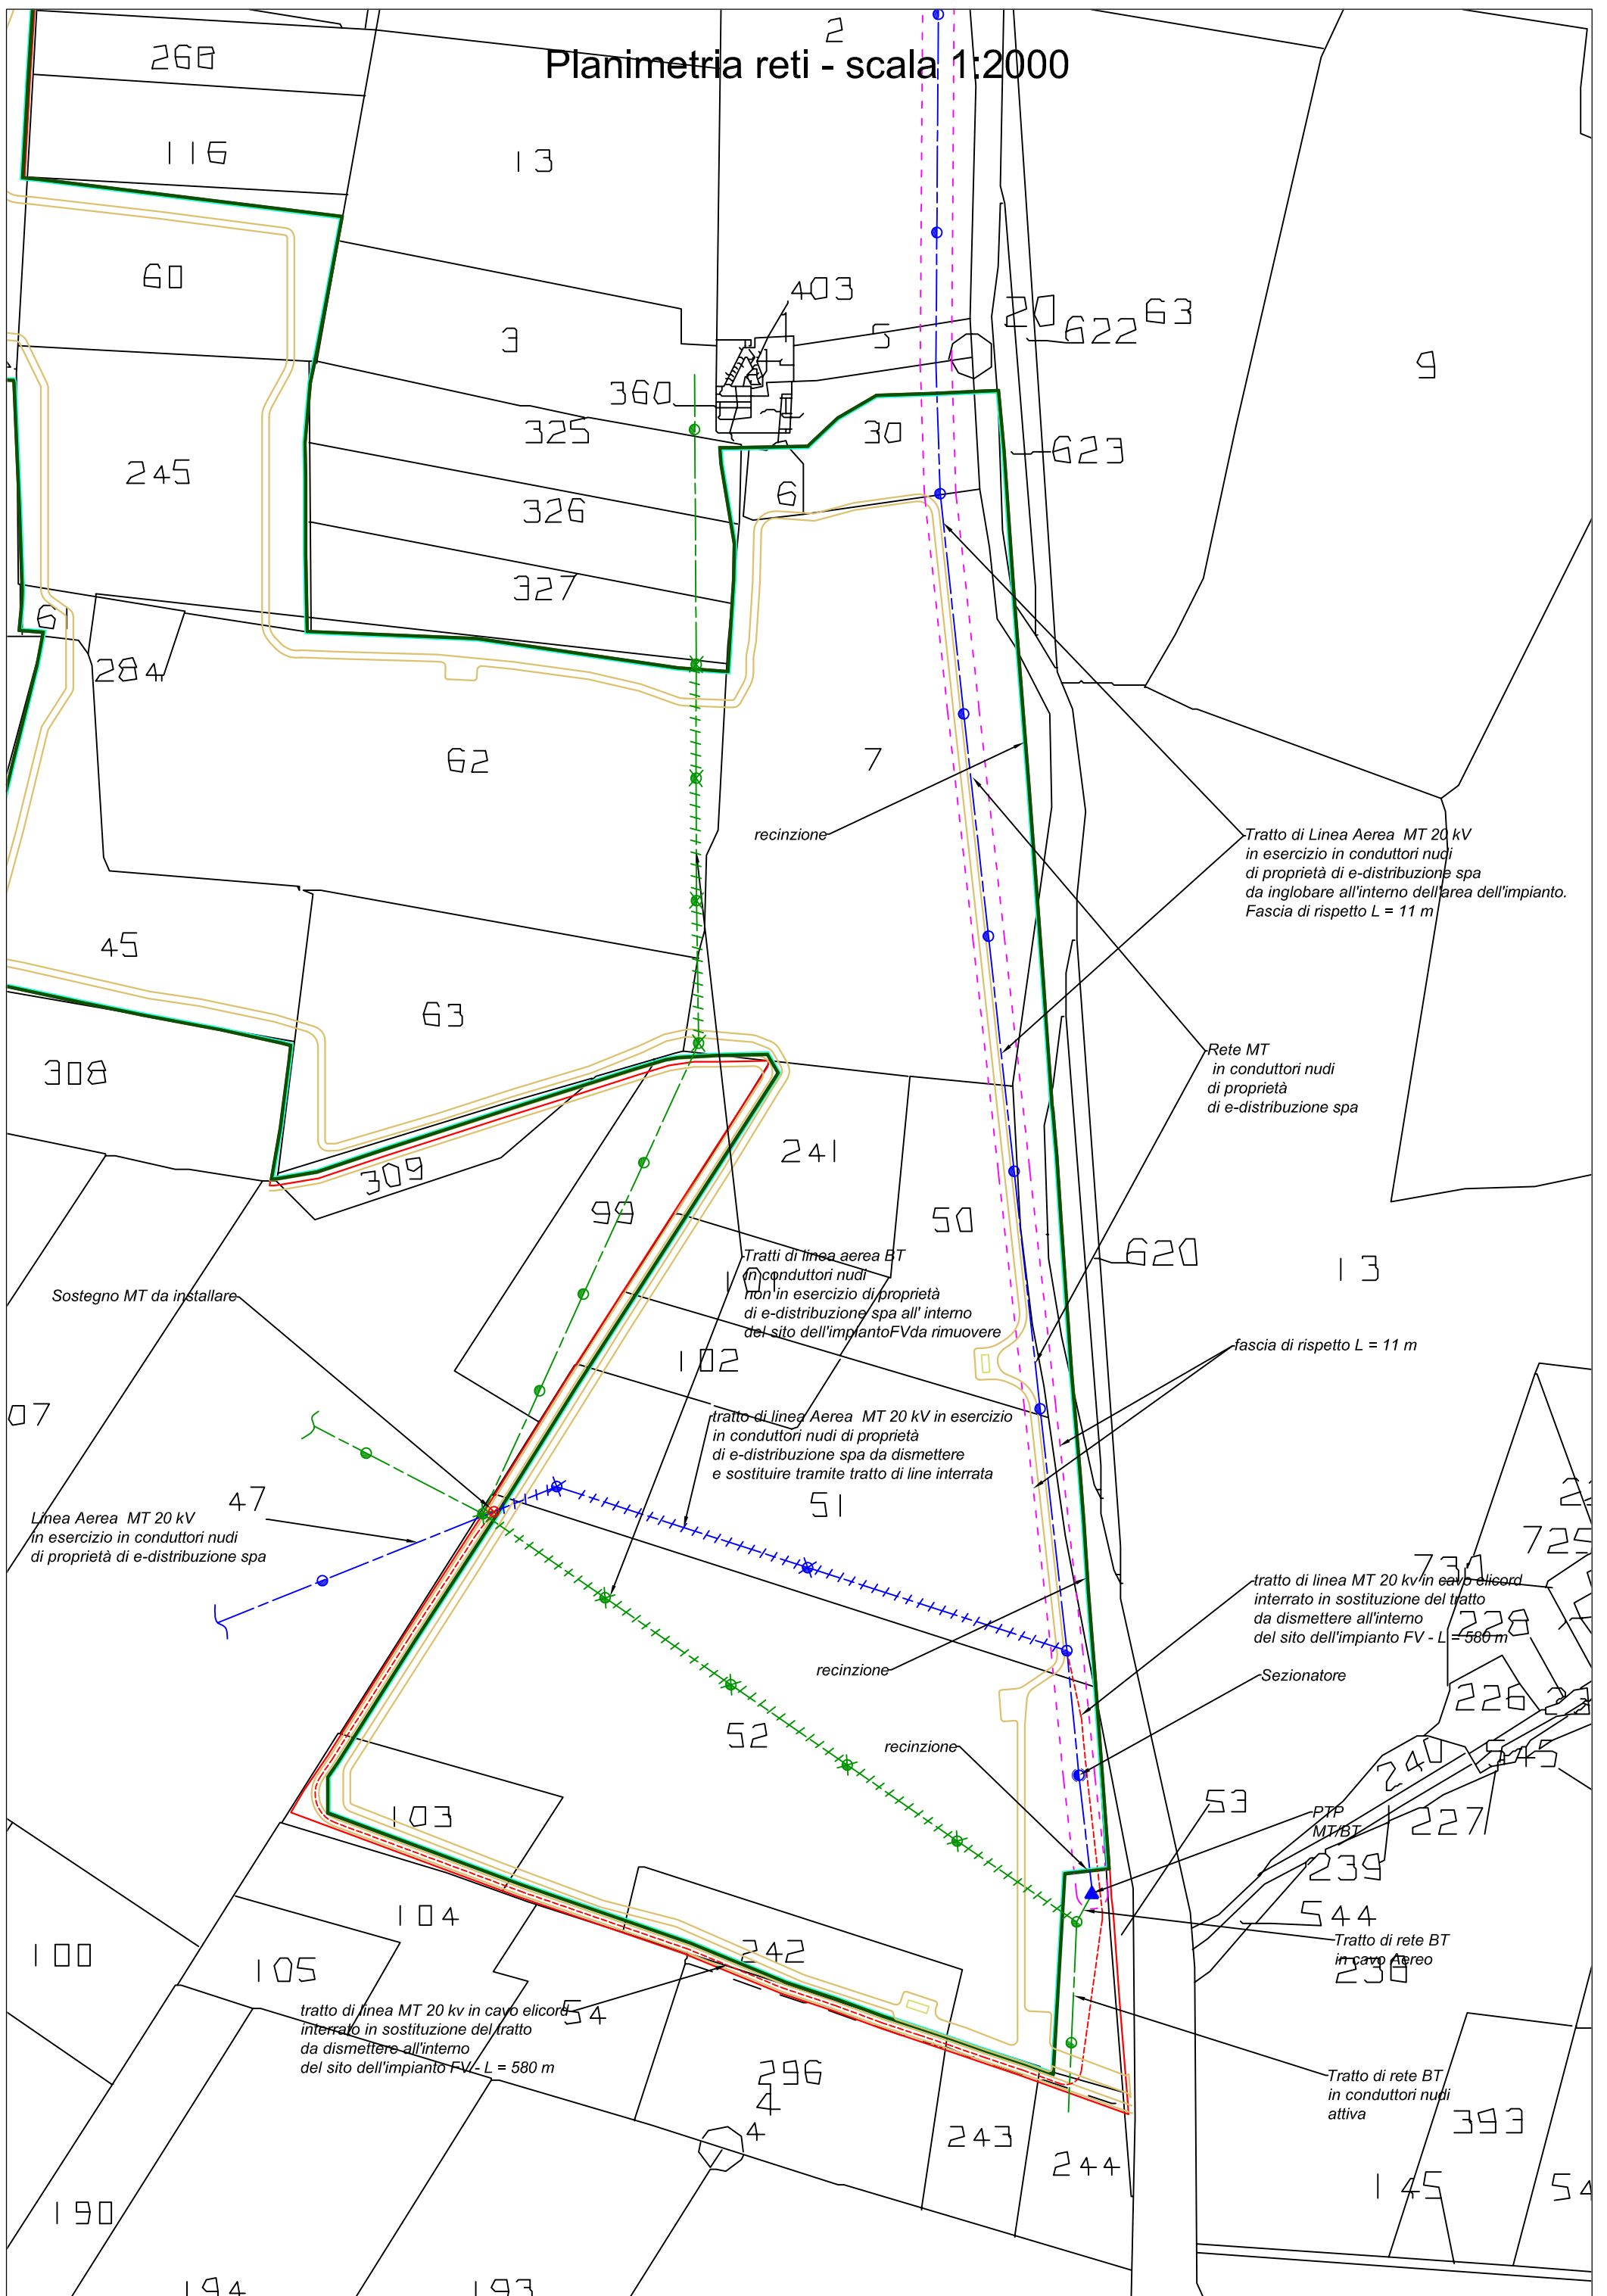 Planimetria reti - scala 1:2000
2
268
116
13
60
403
3
5
20
622
63
9
360
325
30
623
245
326
6
327
284
62
7
recinzione
Tratto di Linea Aerea MT 20 kV
in esercizio in conduttori nudi
di proprietà di e-distribuzione spa
da inglobare all'interno dell'area dell'impianto.
Fascia di rispetto L = 11 m
45
63
308
Rete MT
in conduttori nudi
di proprietà
di e-distribuzione spa
309
241
99
50
620
13
Tratti di linea aerea BT
in conduttori nudi
non in esercizio di proprietà
di e-distribuzione spa all' interno
del sito dell'impiantoFVda rimuovere
101
Sostegno MT da installare
fascia di rispetto L = 11 m
102
07
tratto di linea Aerea MT 20 kV in esercizio
in conduttori nudi di proprietà
di e-distribuzione spa da dismettere
e sostituire tramite tratto di line interrata
47
51
Linea Aerea MT 20 kV
in esercizio in conduttori nudi
di proprietà di e-distribuzione spa
725
730
tratto di linea MT 20 kv in cavo elicord
interrato in sostituzione del tratto
da dismettere all'interno
del sito dell'impianto FV - L = 580 m
228
recinzione
Sezionatore
226
52
recinzione
240
545
53
103
PTP
MT/BT
227
239
104
544
242
Tratto di rete BT
in cavo Aereo
238
100
105
tratto di linea MT 20 kv in cavo elicord
interrato in sostituzione del tratto
da dismettere all'interno
del sito dell'impianto FV - L = 580 m
54
296
4
4
Tratto di rete BT
in conduttori nudi
attiva
243
244
393
145
54
190
194
193